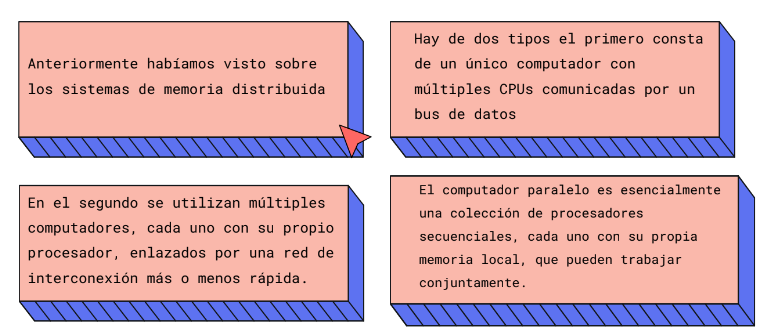 Anteriormente habíamos visto sobre
los sistemas de memoria distribuida
Hay de dos tipos el primero consta
de un único computador con
múltiples CPUs comunicadas por un
bus de datos
En el segundo se utilizan múltiples
computadores, cada uno con su propio
procesador, enlazados por una red de
interconexión más o menos rápida.
El computador paralelo es esencialmente
una colección de procesadores
secuenciales, cada uno con su propia
memoria local, que pueden trabajar
conjuntamente.